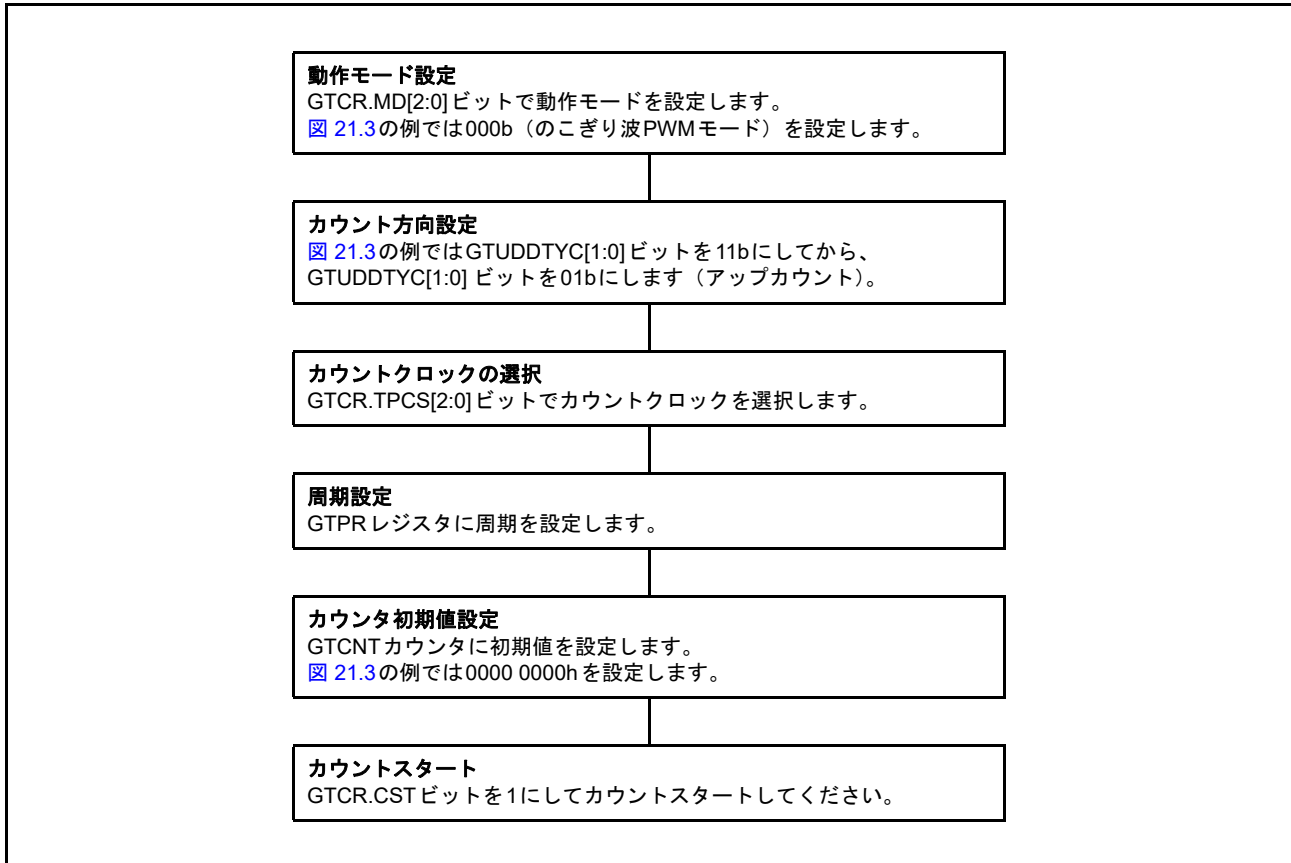 動作モード設定
GTCR.MD[2:0]ビットで動作モードを設定します。
図 21.3の例では000b（のこぎり波PWMモード）を設定します。
カウント方向設定
図 21.3の例ではGTUDDTYC[1:0]ビットを11bにしてから、
GTUDDTYC[1:0] ビットを01bにします（アップカウント）。
カウントクロックの選択
GTCR.TPCS[2:0]ビットでカウントクロックを選択します。
周期設定
GTPRレジスタに周期を設定します。
カウンタ初期値設定
GTCNTカウンタに初期値を設定します。
図 21.3の例では0000 0000hを設定します。
カウントスタート
GTCR.CSTビットを1にしてカウントスタートしてください。